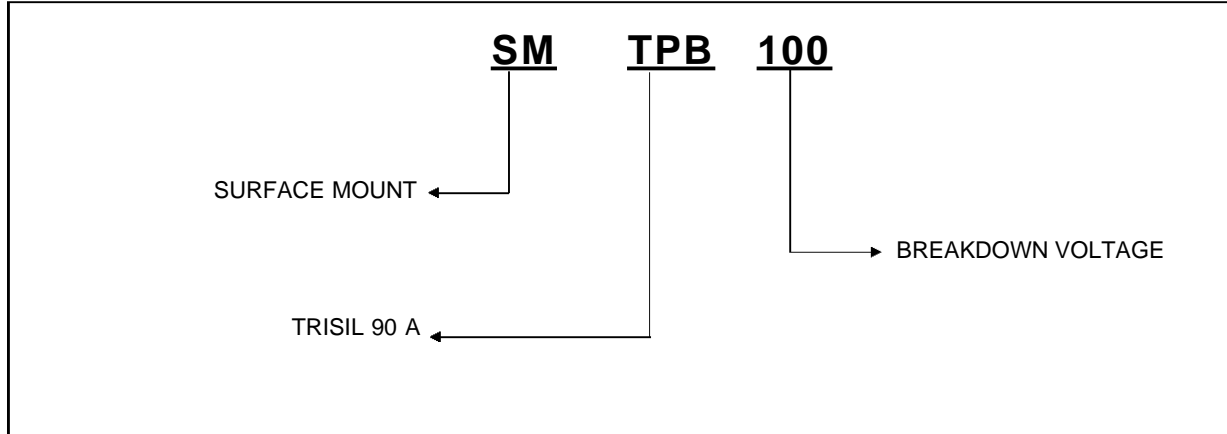 SM TPB 100
SURFACE MOUNT
BREAKDOWN VOLTAGE
TRISIL 90 A